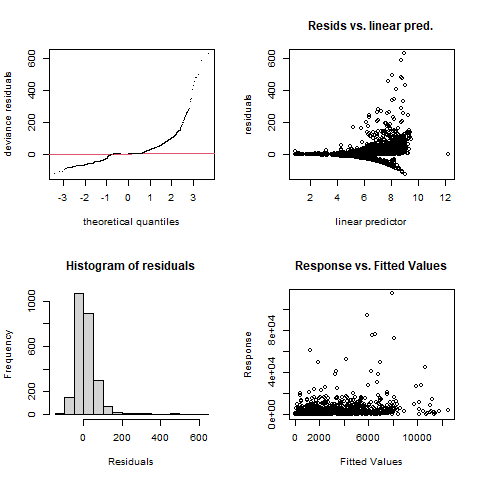 deviance residuals
600
400
200
0
-3 -2 -1 0 1 2 3
theoretical quantiles
Resids vs. linear pred.
residuals
600
400
200
0
2 4 6 8 10 12
linear predictor
Histogram of residuals
Frequency
1000
600
200
0
0 200 400 600
Residuals
Response vs. Fitted Values
Response
8e+04
4e+04
0e+00
0 2000 6000 10000
Fitted Values